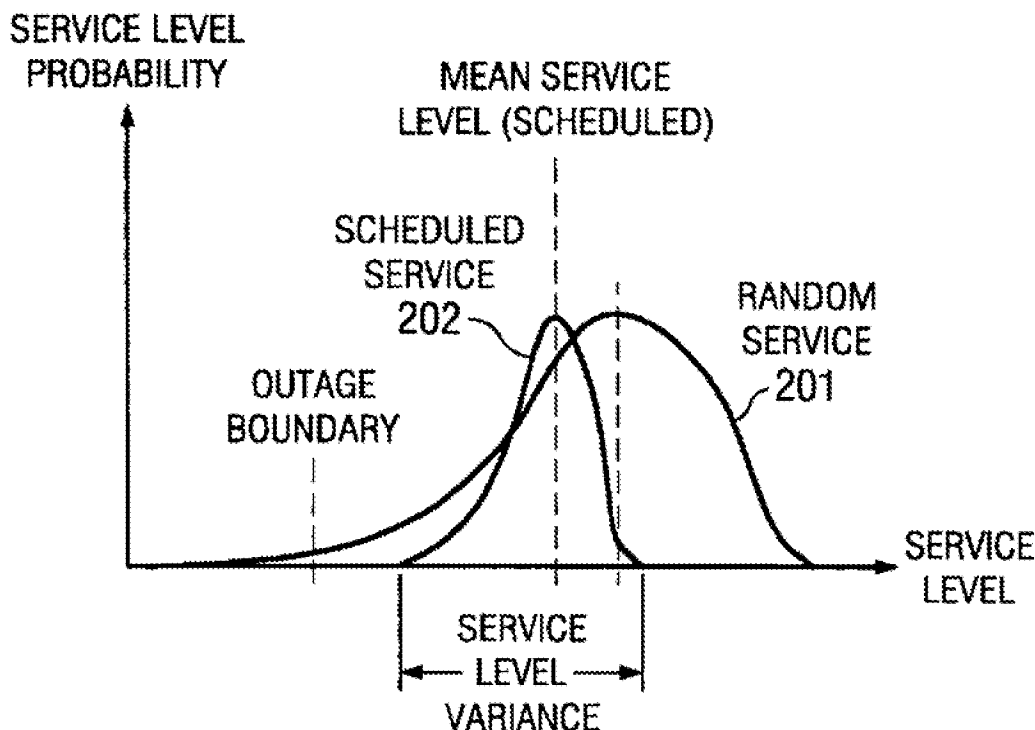 SERVICE LEVEL
PROBABILITY
MEAN SERVICE
LEVEL (SCHEDULED)
SCHEDULED
SERVICE
202
RANDOM
SERVICE
201
OUTAGE
BOUNDARY
SERVICE
LEVEL
SERVICE
LEVEL
VARIANCE